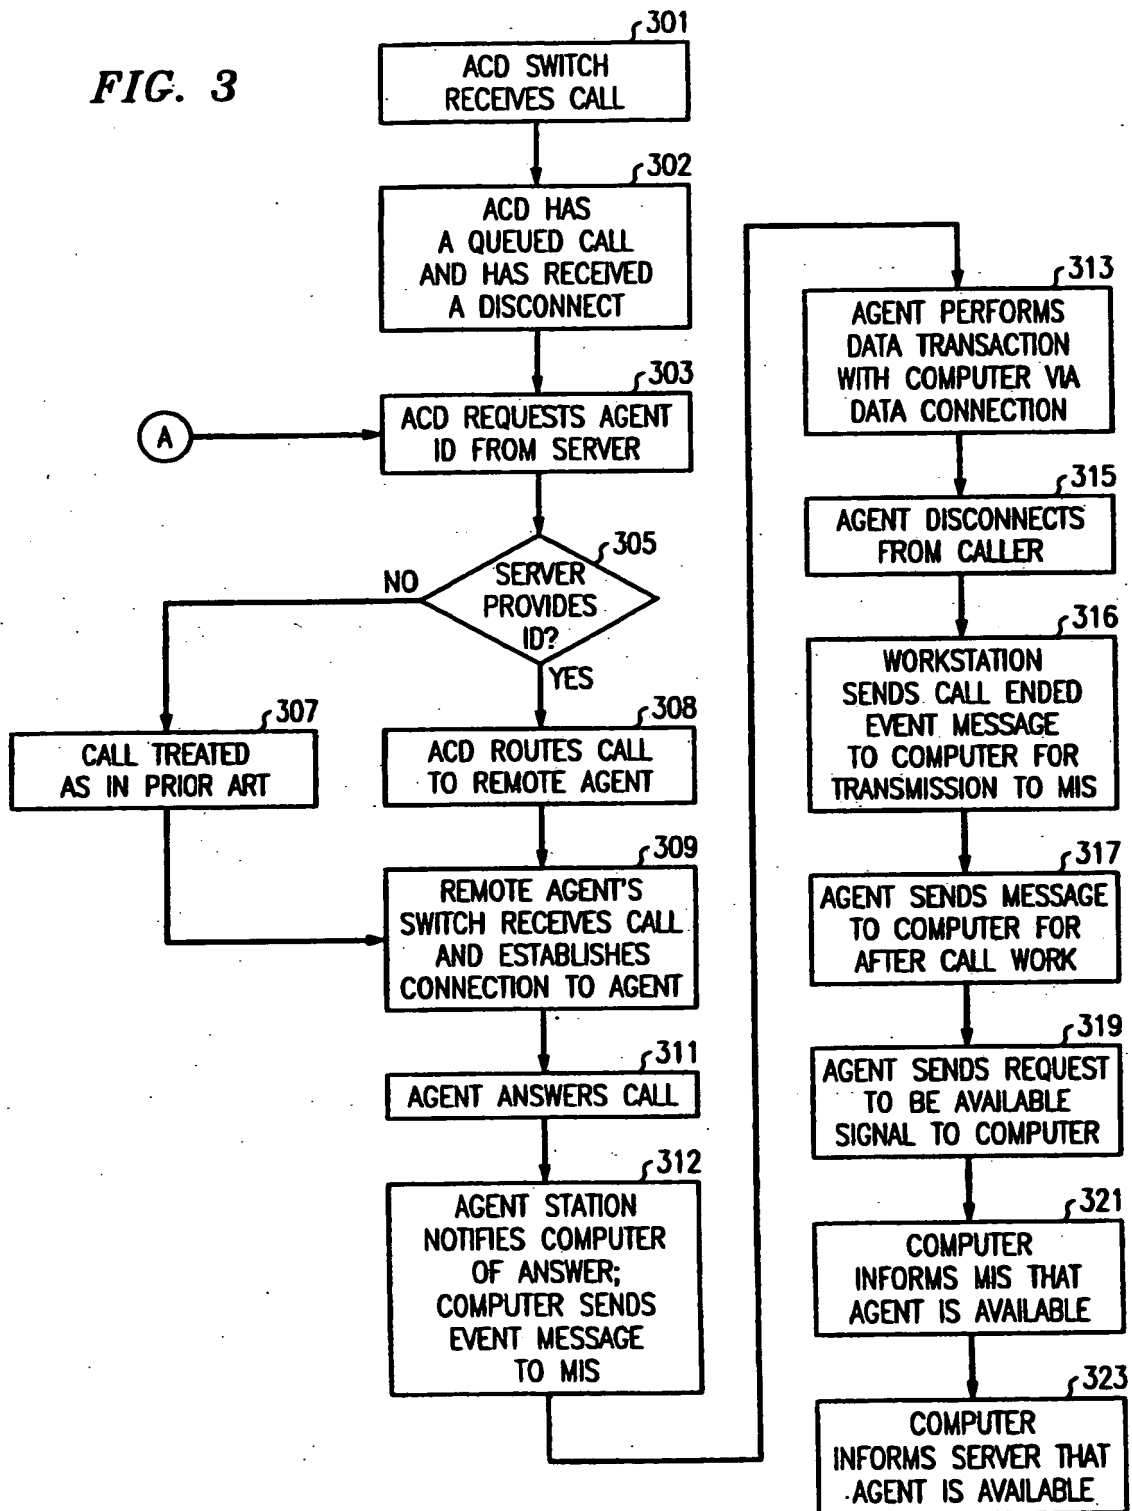 FIG. 3
301
ACD SWITCH
RECEIVES CALL
302
ACD HAS
A QUEUED CALL
AND HAS RECEIVED
A DISCONNECT
303
ACD REQUESTS AGENT
ID FROM SERVER
A
305
SERVER
PROVIDES
ID?
NO
YES
307
CALL TREATED
AS IN PRIOR ART
308
ACD ROUTES CALL
TO REMOTE AGENT
309
REMOTE AGENT'S
SWITCH RECEIVES CALL
AND ESTABLISHES
CONNECTION TO AGENT
311
AGENT ANSWERS CALL
312
AGENT STATION
NOTIFIES COMPUTER
OF ANSWER;
COMPUTER SENDS
EVENT MESSAGE
TO MIS
313
AGENT PERFORMS
DATA TRANSACTION
WITH COMPUTER VIA
DATA CONNECTION
315
AGENT DISCONNECTS
FROM CALLER
316
WORKSTATION
SENDS CALL ENDED
EVENT MESSAGE
TO COMPUTER FOR
TRANSMISSION TO MIS
317
AGENT SENDS MESSAGE
TO COMPUTER FOR
AFTER CALL WORK
319
AGENT SENDS REQUEST
TO BE AVAILABLE
SIGNAL TO COMPUTER
321
COMPUTER
INFORMS MIS THAT
AGENT IS AVAILABLE
323
COMPUTER
INFORMS SERVER THAT
AGENT IS AVAILABLE